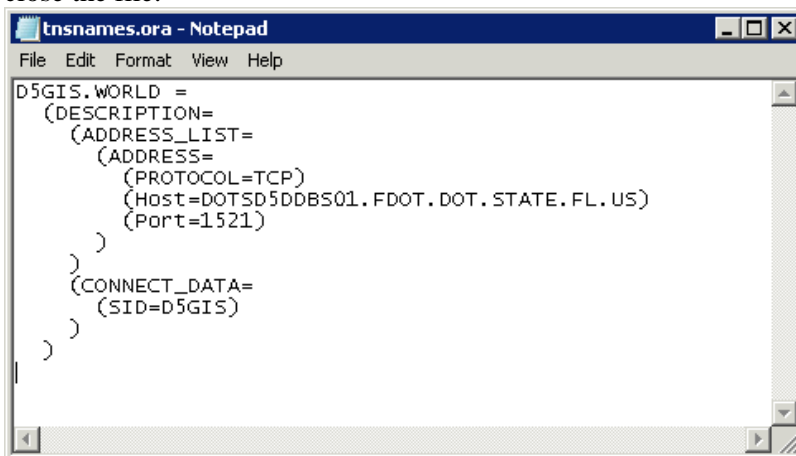 tnsnames.ora - Notepad
File Edit Format View Help
D5GIS.WORLD =
  (DESCRIPTION=
    (ADDRESS_LIST=
      (ADDRESS=
        (PROTOCOL=TCP)
        (Host=DOTSD5DDBS01.FDOT.DOT.STATE.FL.US)
        (Port=1521)
      )
    )
    (CONNECT_DATA=
      (SID=D5GIS)
    )
  )